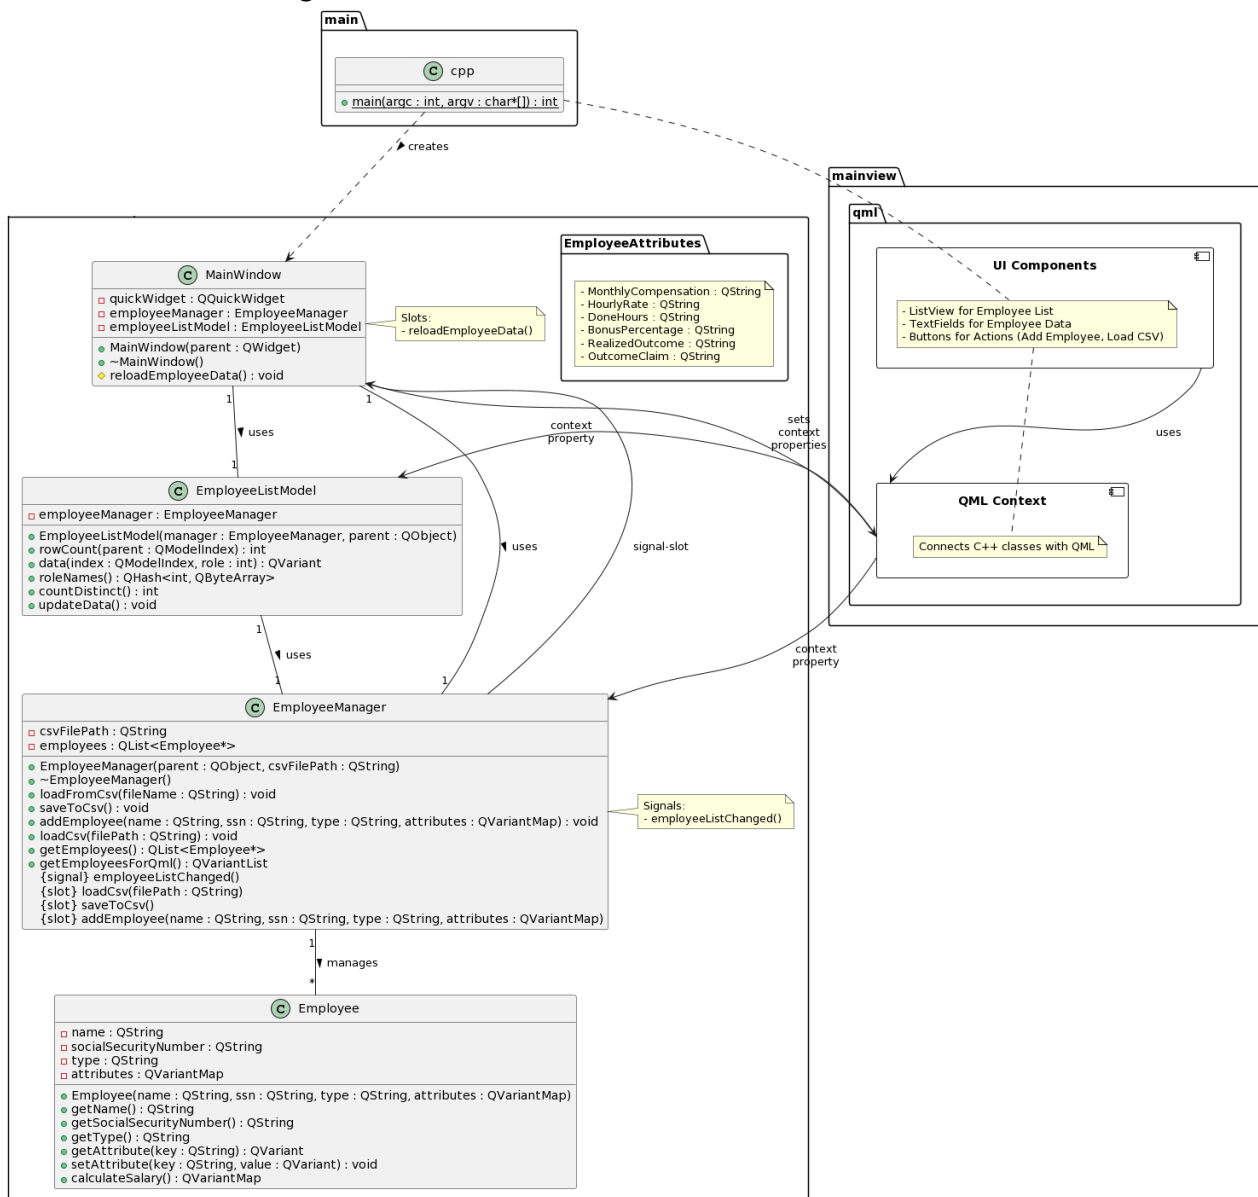 main
C cpp
main(argc : int, argv : char*[]) : int
creates
mainview
qml
UI Components
- ListView for Employee List
- TextFields for Employee Data
- Buttons for Actions (Add Employee, Load CSV)
uses
QML Context
Connects C++ classes with QML
EmployeeAttributes
- MonthlyCompensation : QString
- HourlyRate : QString
- DoneHours : QString
- BonusPercentage : QString
- RealizedOutcome : QString
- OutcomeClaim : QString
C MainWindow
quickWidget : QQuickWidget
employeeManager : EmployeeManager
employeeListModel : EmployeeListModel
MainWindow(parent : QWidget)
~MainWindow()
reloadEmployeeData() : void
Slots:
- reloadEmployeeData()
1
1
uses
1
context
property
sets
context
properties
C EmployeeListModel
employeeManager : EmployeeManager
EmployeeListModel(manager : EmployeeManager, parent : QObject)
rowCount(parent : QModelIndex) : int
data(index : QModelIndex, role : int) : QVariant
roleNames() : QHash<int, QByteArray>
countDistinct() : int
updateData() : void
uses
signal-slot
1
uses
1
1
context
property
C EmployeeManager
csvFilePath : QString
employees : QList<Employee*>
EmployeeManager(parent : QObject, csvFilePath : QString)
~EmployeeManager()
loadFromCsv(fileName : QString) : void
saveToCsv() : void
addEmployee(name : QString, ssn : QString, type : QString, attributes : QVariantMap) : void
loadCsv(filePath : QString) : void
getEmployees() : QList<Employee*>
getEmployeesForQml() : QVariantList
{signal} employeeListChanged()
{slot} loadCsv(filePath : QString)
{slot} saveToCsv()
{slot} addEmployee(name : QString, ssn : QString, type : QString, attributes : QVariantMap)
Signals:
- employeeListChanged()
1
manages
*
C Employee
name : QString
socialSecurityNumber : QString
type : QString
attributes : QVariantMap
Employee(name : QString, ssn : QString, type : QString, attributes : QVariantMap)
getName() : QString
getSocialSecurityNumber() : QString
getType() : QString
getAttribute(key : QString) : QVariant
setAttribute(key : QString, value : QVariant) : void
calculateSalary() : QVariantMap